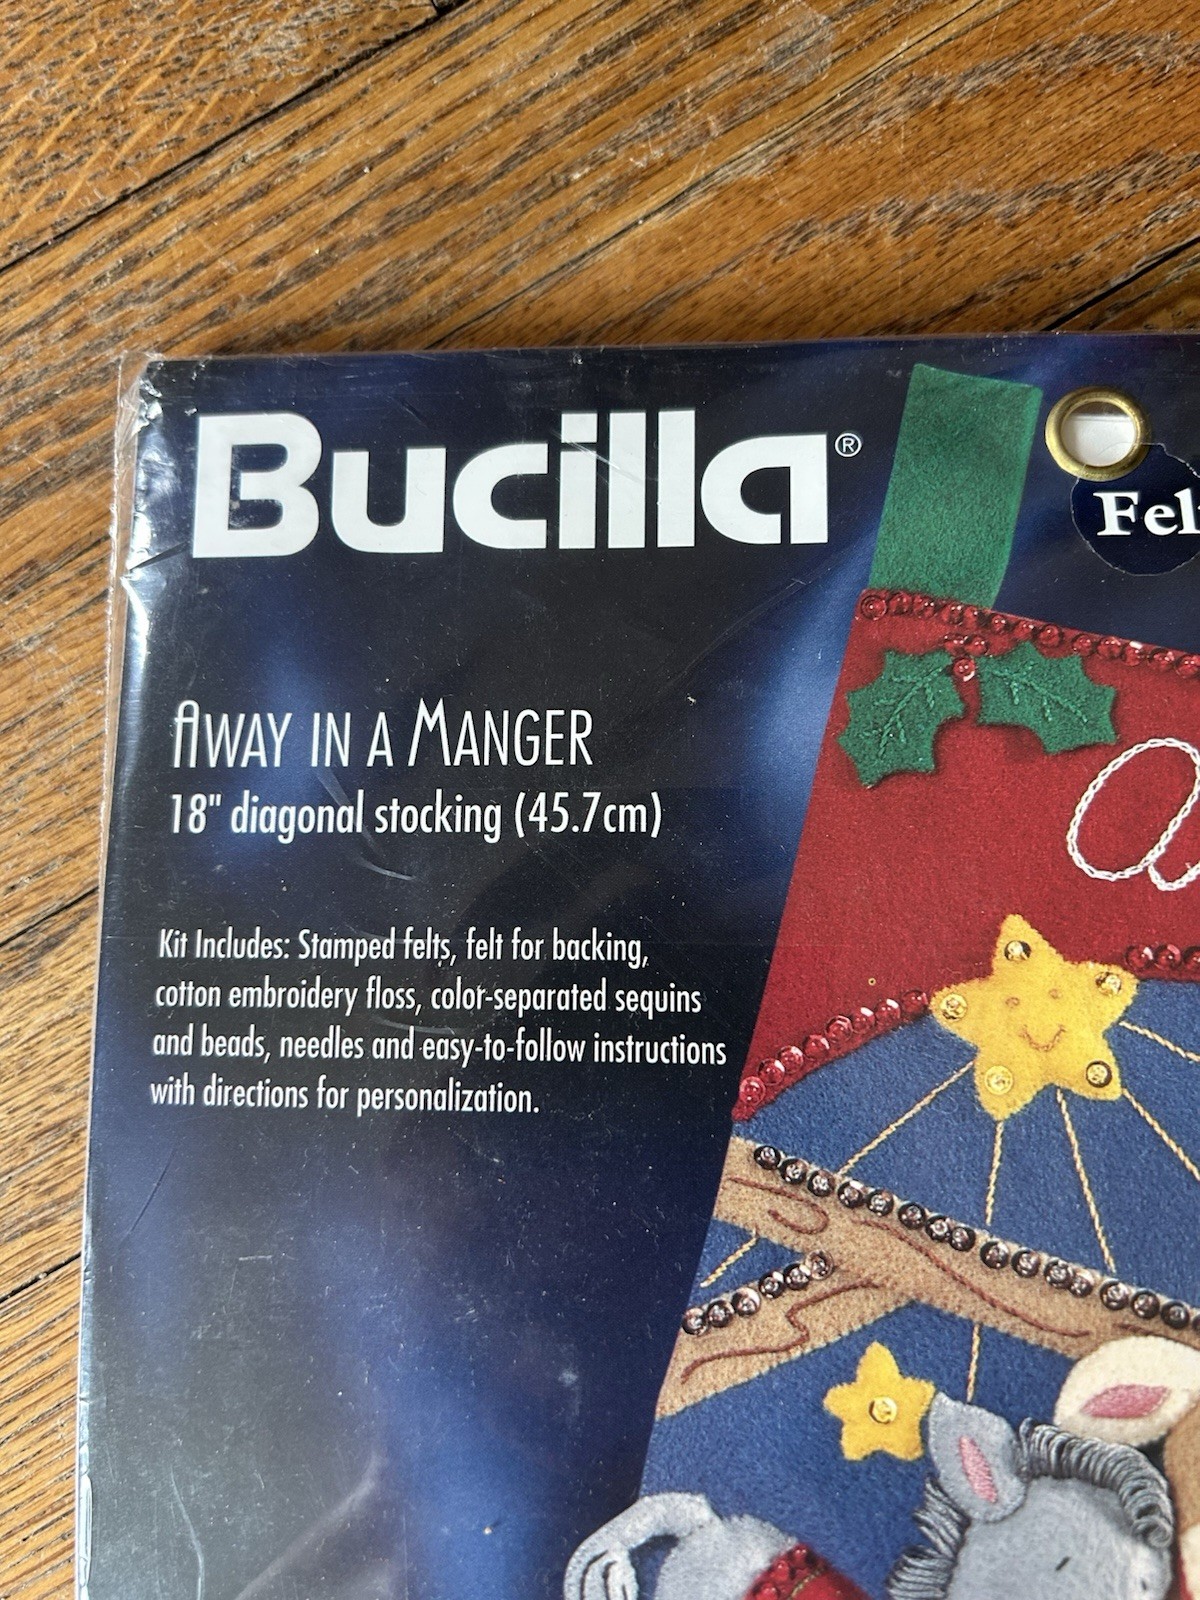 Bucilla®
AWAY IN A MANGER
18" diagonal stocking (45.7cm)
Kit Includes: Stamped felts, felt for backing,
cotton embroidery floss, color-separated sequins
and beads, needles and easy-to-follow instructions
with directions for personalization.